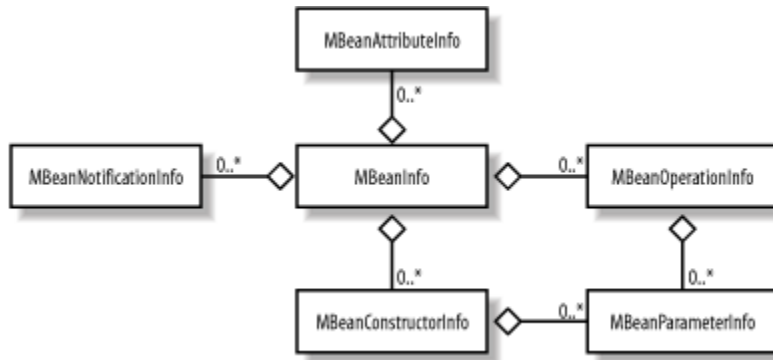 MBeanAttributeInfo
0..*
MBeanNotificationInfo
0..*
MBeanInfo
0..*
MBeanOperationInfo
0..*
0..*
MBeanConstructorInfo
0..*
MBeanParameterInfo